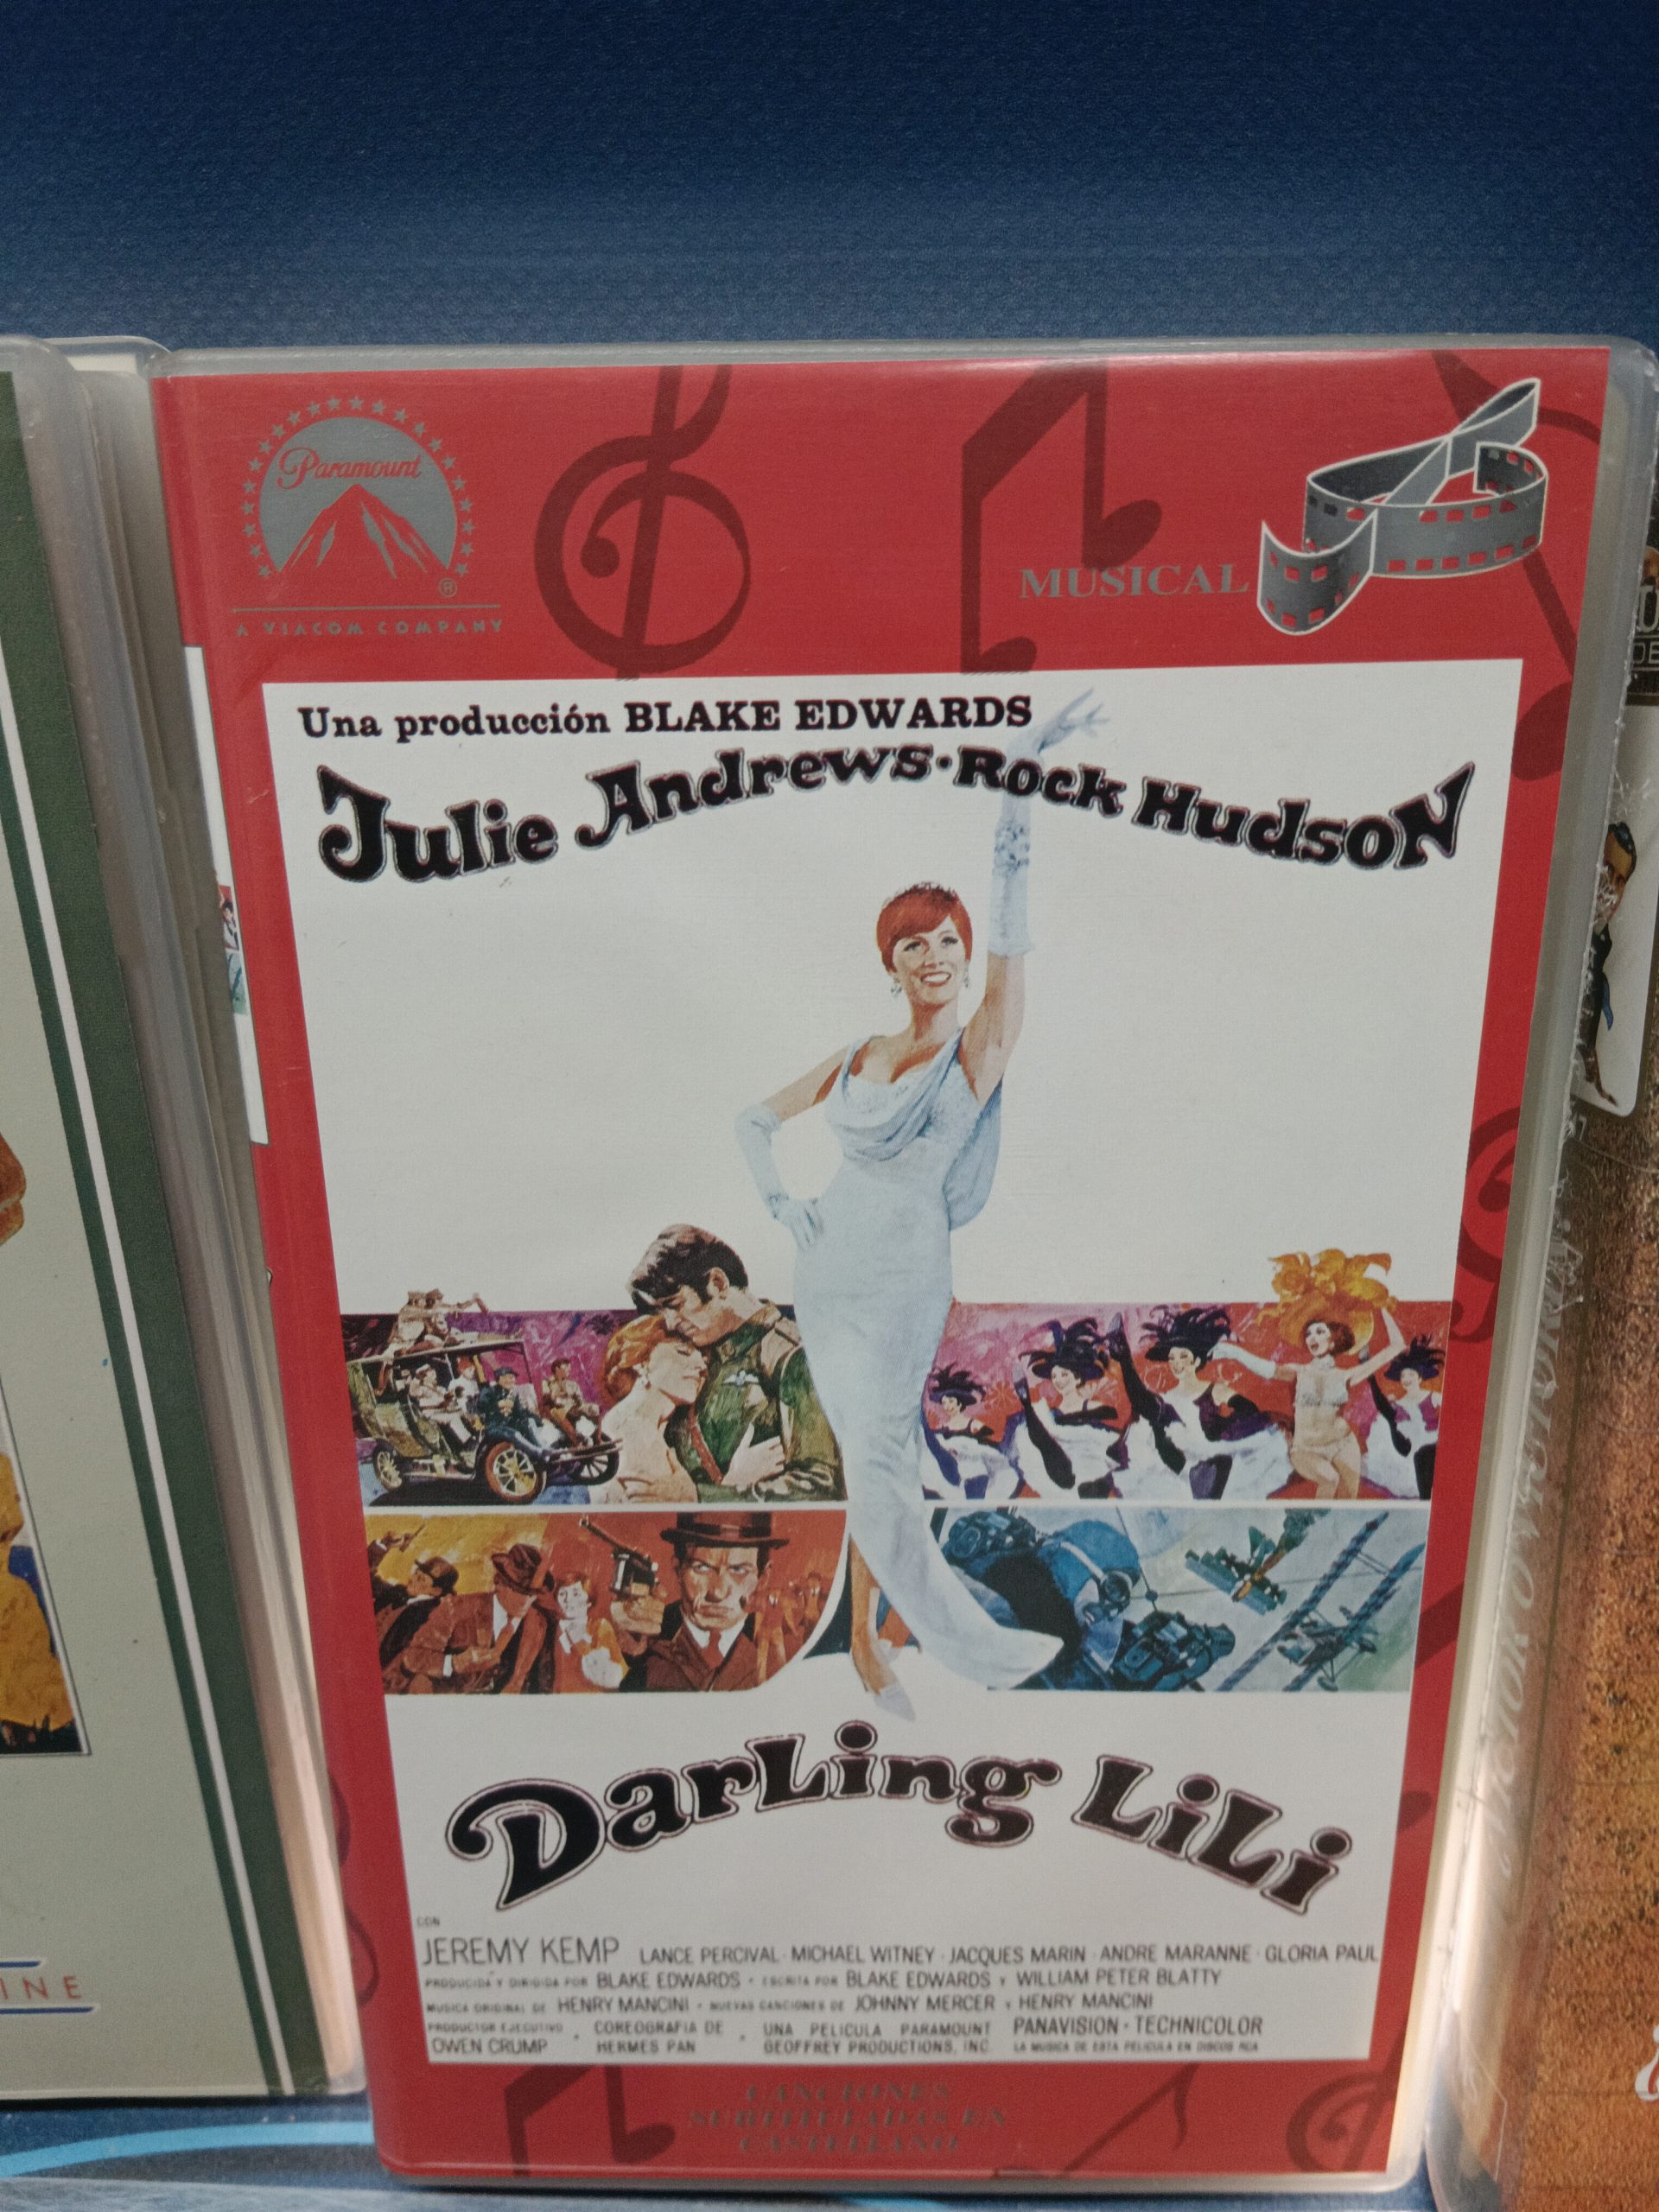 Paramount
®
A VIACOM COMPANY
MUSICAL
Una producción BLAKE EDWARDS
Julie Andrews · Rock Hudson
DarLing LiLi
CON
JEREMY KEMP LANCE PERCIVAL · MICHAEL WITNEY · JACQUES MARIN · ANDRE MARANNE · GLORIA PAUL
PRODUCIDA Y DIRIGIDA POR BLAKE EDWARDS · ESCRITA POR BLAKE EDWARDS Y WILLIAM PETER BLATTY
MUSICA ORIGINAL DE HENRY MANCINI · NUEVAS CANCIONES DE JOHNNY MERCER Y HENRY MANCINI
PRODUCTOR EJECUTIVO OWEN CRUMP · COREOGRAFIA DE HERMES PAN · UNA PELICULA PARAMOUNT GEOFFREY PRODUCTIONS, INC. PANAVISION · TECHNICOLOR
LA MUSICA DE ESTA PELICULA EN DISCOS RCA
CANCIONES
SUBTITULADAS EN
CASTELLANO
INE